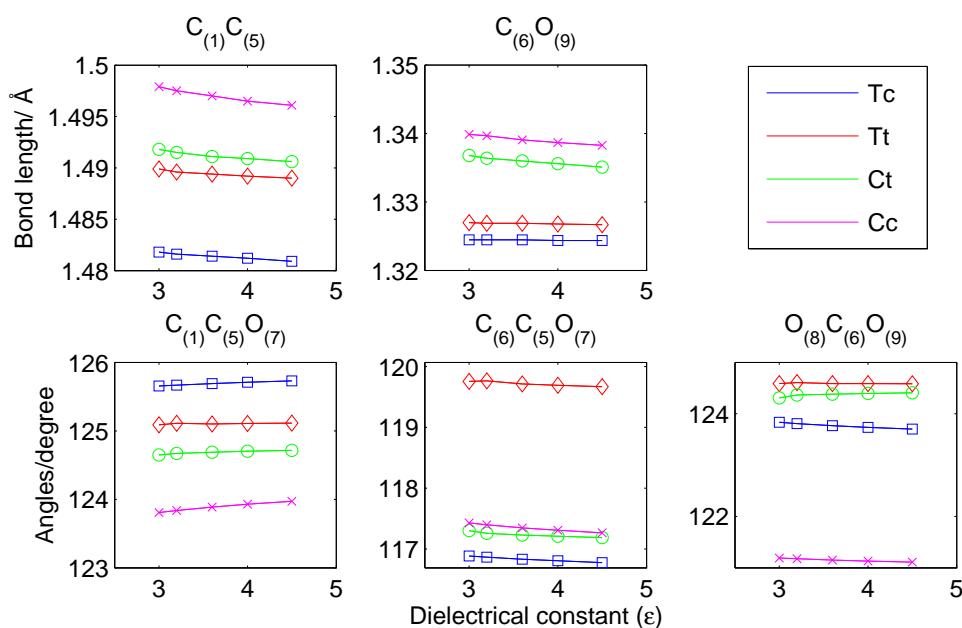 C(1)C(5)
C(6)O(9)
Bond length/ Å
1.5
1.495
1.49
1.485
1.48
3 4 5
1.35
1.34
1.33
1.32
3 4 5
Tc
Tt
Ct
Cc
C(1)C(5)O(7)
C(6)C(5)O(7)
O(8)C(6)O(9)
Angles/degree
126
125
124
123
3 4 5
120
119
118
117
3 4 5
124
122
3 4 5
Dielectrical constant (ε)